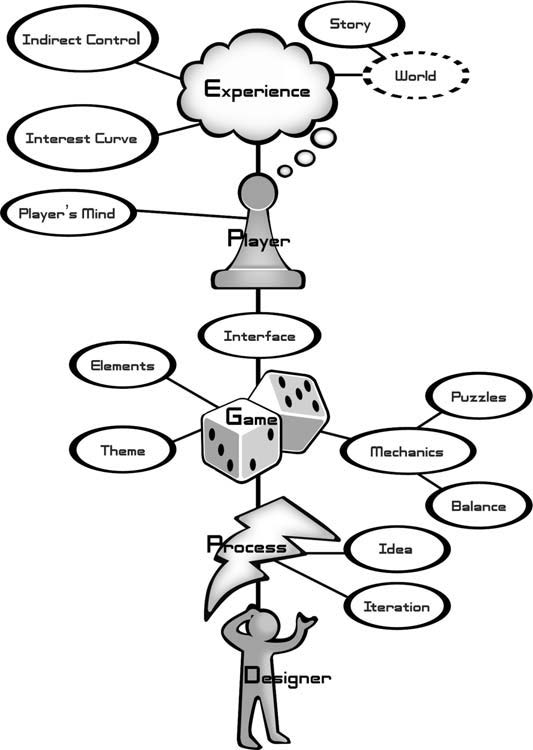 Story
Indirect Control
World
Experience
Interest Curve
Player's Mind
Player
Interface
Elements
Puzzles
Game
Theme
Mechanics
Balance
Process
Idea
Iteration
Designer